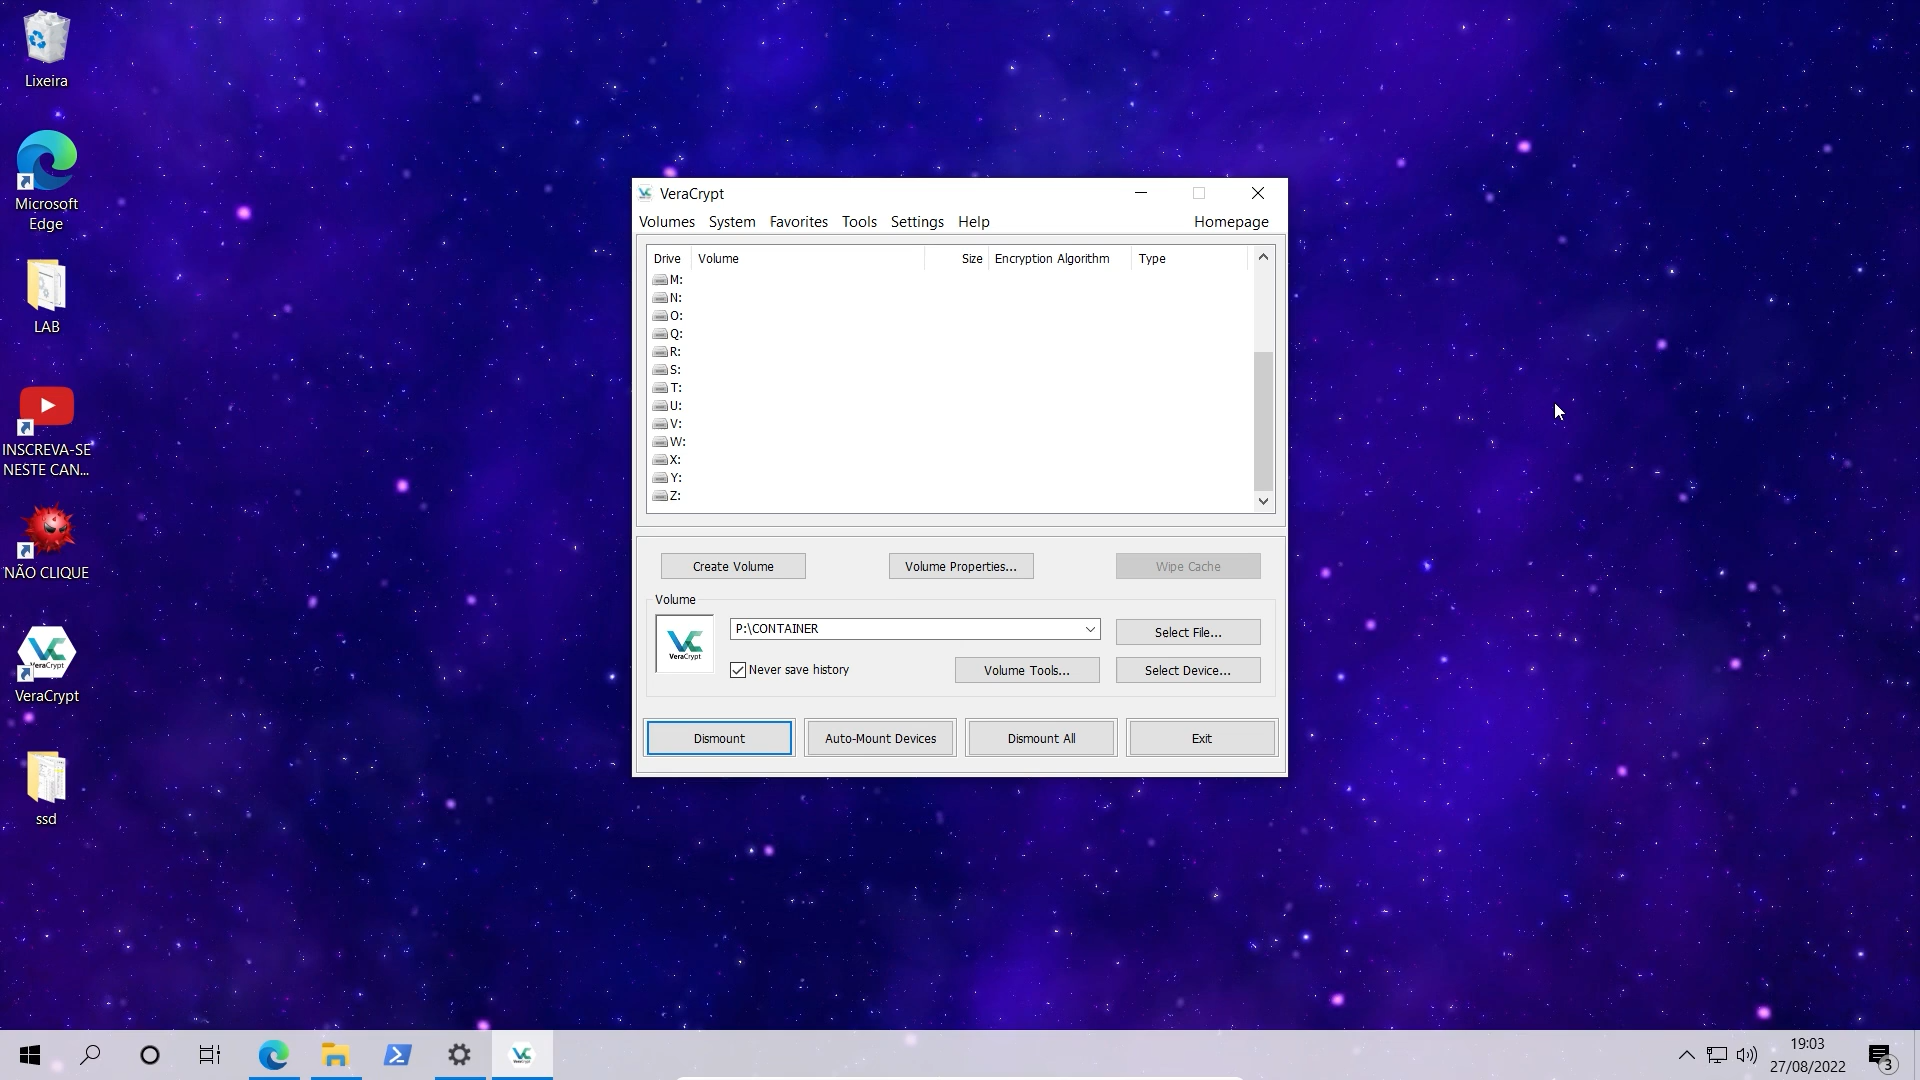 Lixeira
Microsoft
Edge
LAB
INSCREVA-SE
NESTE CAN...
NÃO CLIQUE
VeraCrypt
VeraCrypt
ssd
VeraCrypt
Volumes System Favorites Tools Settings Help Homepage
Drive Volume Size Encryption Algorithm Type
M:
N:
O:
Q:
R:
S:
T:
U:
V:
W:
X:
Y:
Z:
Create Volume Volume Properties... Wipe Cache
Volume
VeraCrypt
P:\CONTAINER Select File...
Never save history Volume Tools... Select Device...
Dismount Auto-Mount Devices Dismount All Exit
19:03
27/08/2022
3